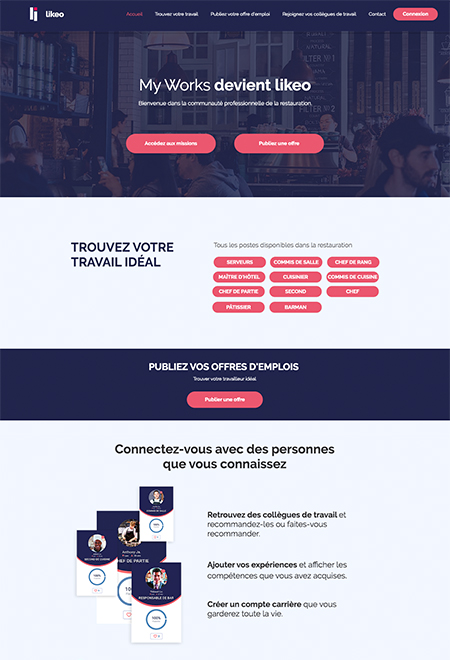 likeo
Accueil Trouvez votre travail Publiez votre offre d'emploi Rejoignez vos collègues de travail Contact Connexion
My Works devient likeo
Bienvenue dans la communauté professionnelle de la restauration.
Accédez aux missions Publiez une offre
TROUVEZ VOTRE
TRAVAIL IDÉAL
Tous les postes disponibles dans la restauration
SERVEURS COMMIS DE SALLE CHEF DE RANG
MAÎTRE D'HÔTEL CUISINIER COMMIS DE CUISINE
CHEF DE PARTIE SECOND CHEF
PÂTISSIER BARMAN
PUBLIEZ VOS OFFRES D'EMPLOIS
Trouver votre travailleur idéal
Publier une offre
Connectez-vous avec des personnes
que vous connaissez
CHEF DE PARTIE
RESPONSABLE DE BAR
Retrouvez des collègues de travail et
recommandez-les ou faites-vous
recommander.
Ajouter vos expériences et afficher les
compétences que vous avez acquises.
Créer un compte carrière que vous
garderez toute la vie.